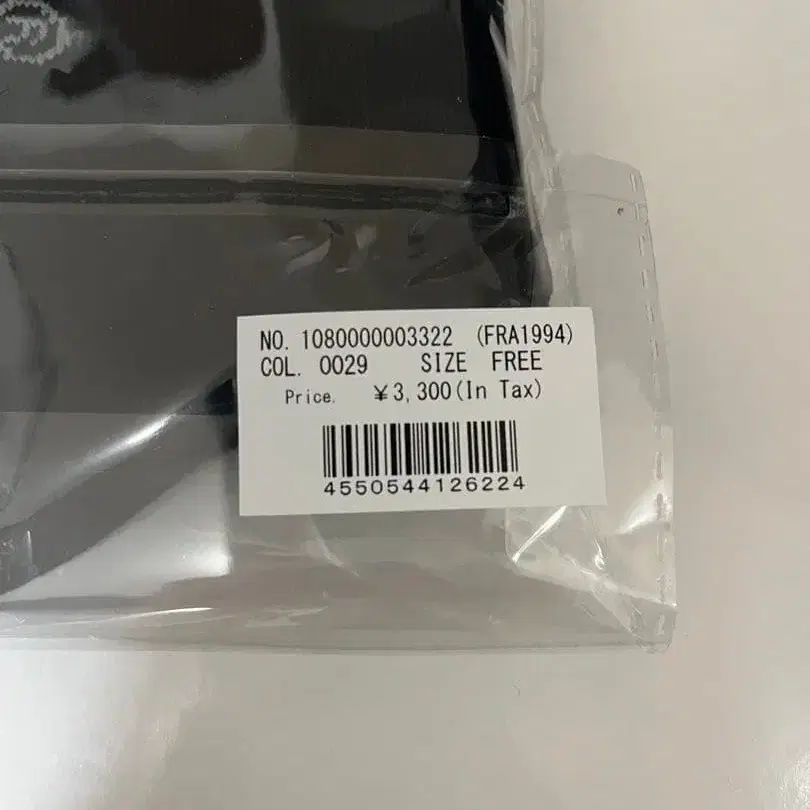 NO. 1080000003322 (FRA1994)
COL. 0029 SIZE FREE
Price. ¥3,300(In Tax)
4550544126224